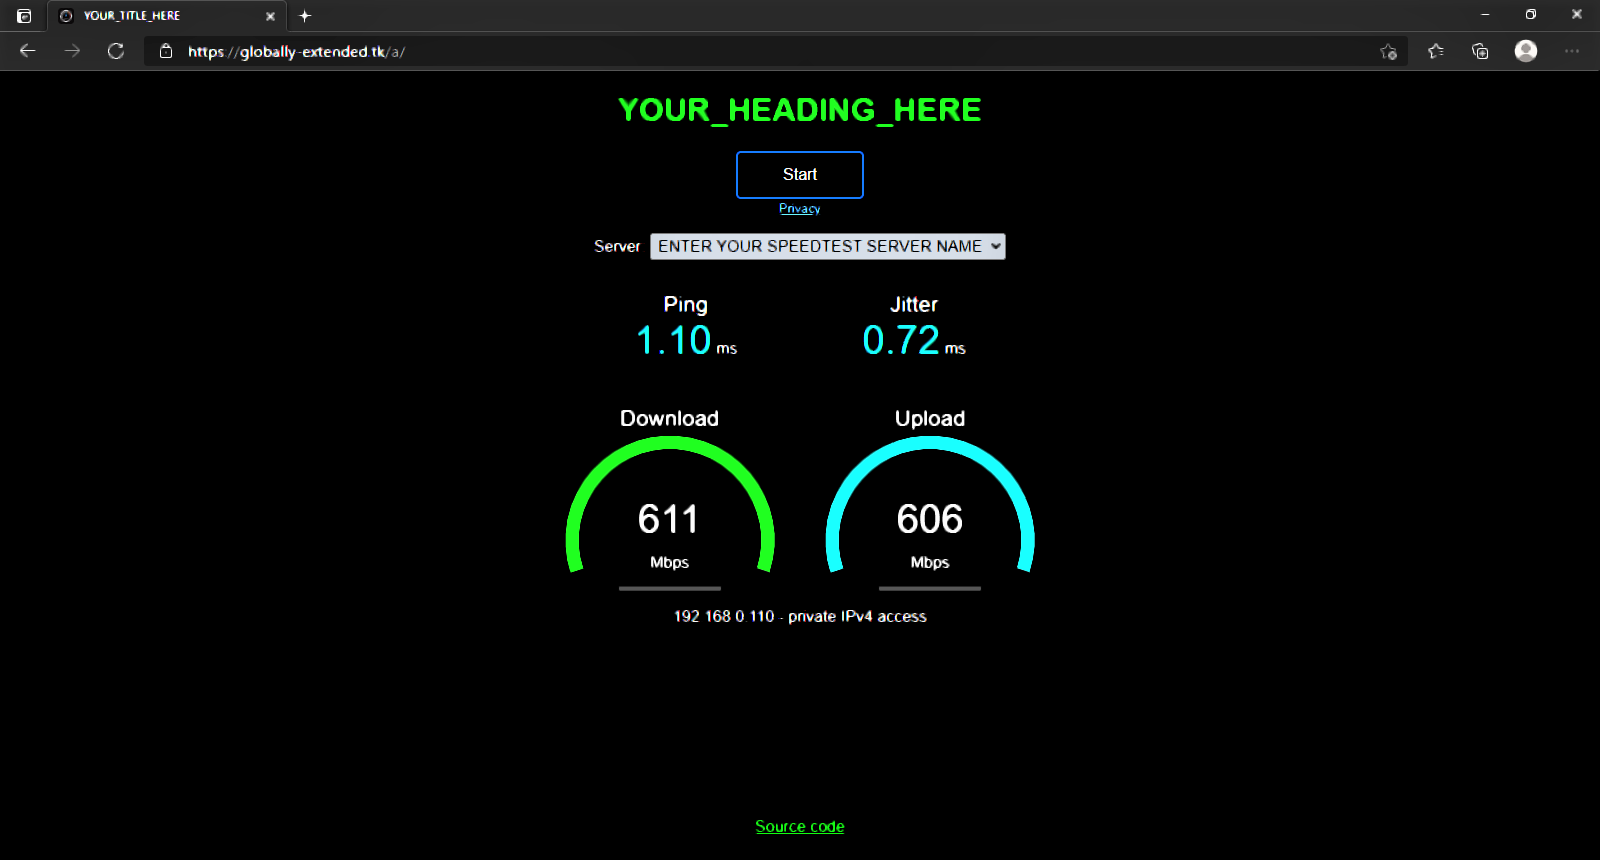 YOUR_TITLE_HERE
https://globally-extended.tk/a/
YOUR_HEADING_HERE
Start
Privacy
Server ENTER YOUR SPEEDTEST SERVER NAME
Ping Jitter
1.10 ms 0.72 ms
Download Upload
611 606
Mbps Mbps
192.168.0.110 - private IPv4 access
Source code